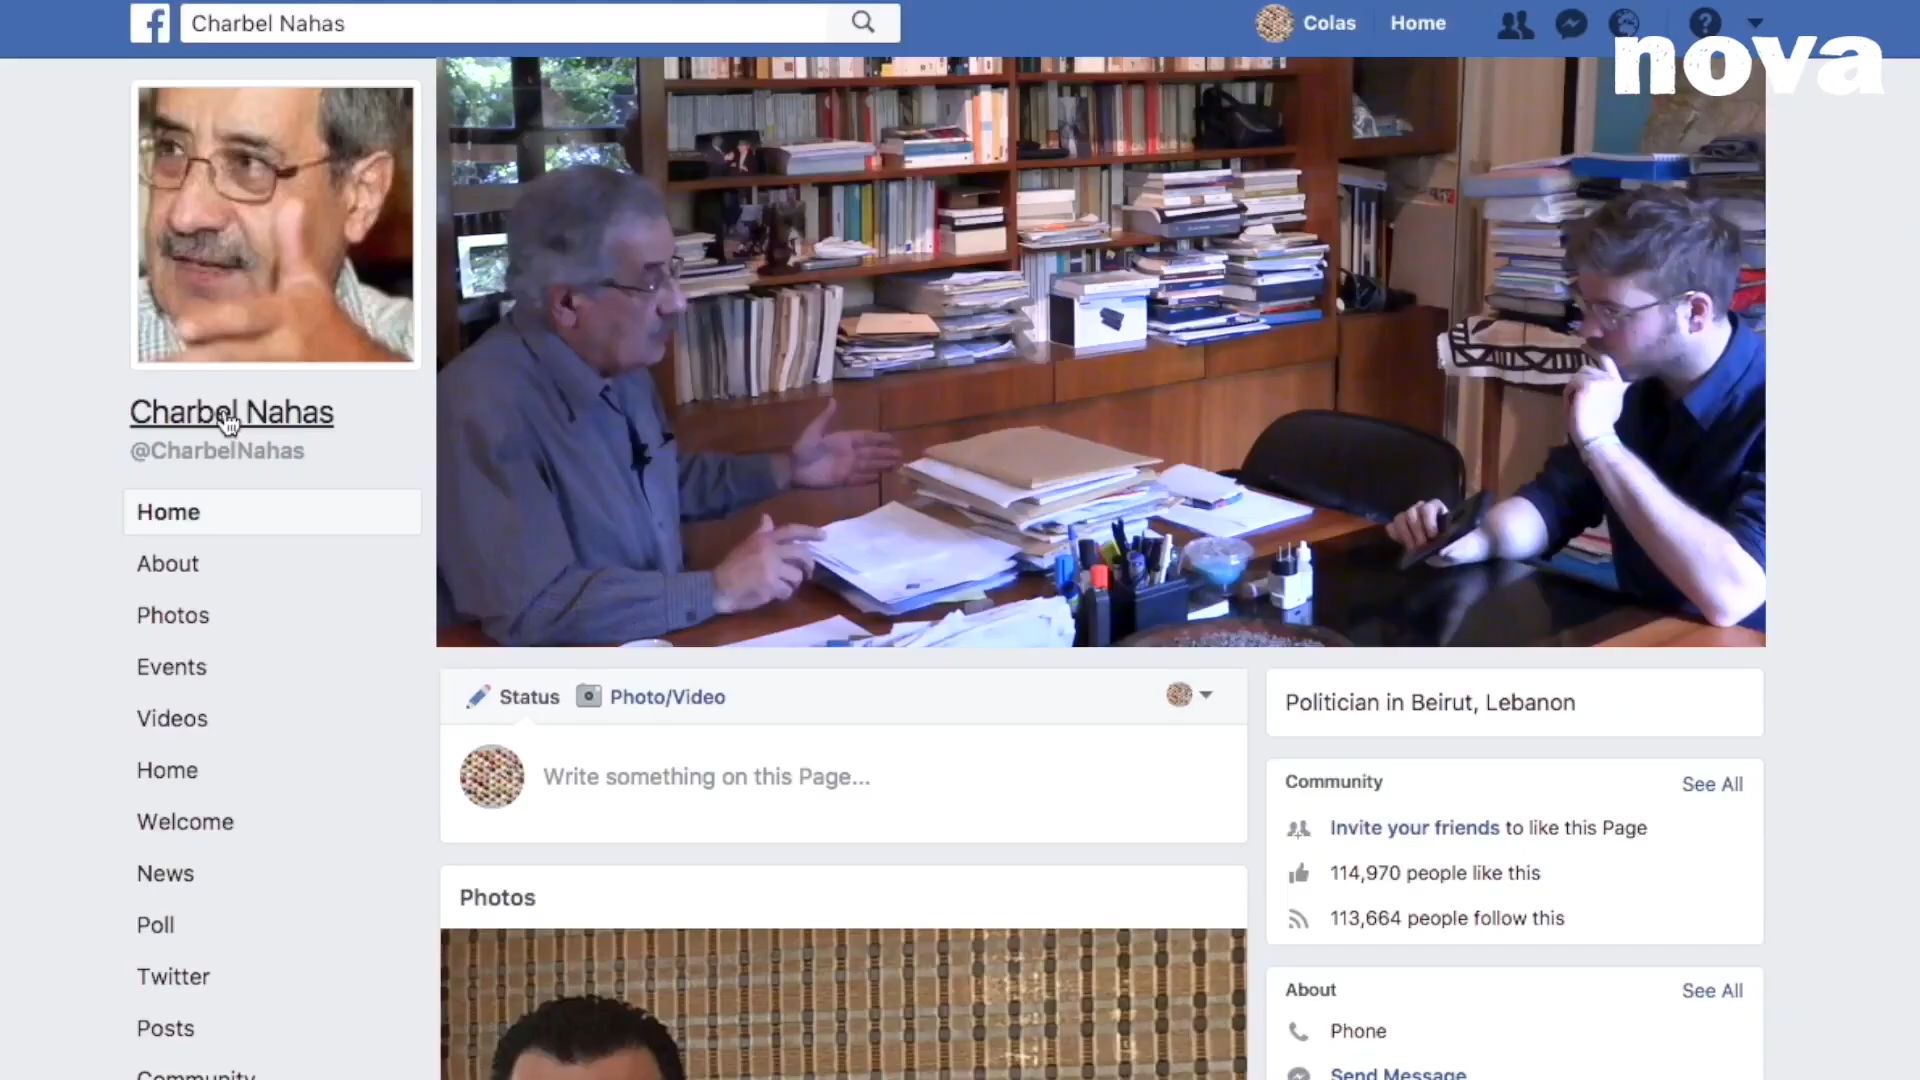 Charbel Nahas
Colas
Home
nova
Charbel Nahas
@CharbelNahas
Home
About
Photos
Events
Videos
Home
Welcome
News
Poll
Twitter
Posts
Community
Status
Photo/Video
Write something on this Page...
Photos
Politician in Beirut, Lebanon
Community
See All
Invite your friends to like this Page
114,970 people like this
113,664 people follow this
About
See All
Phone
Send Message